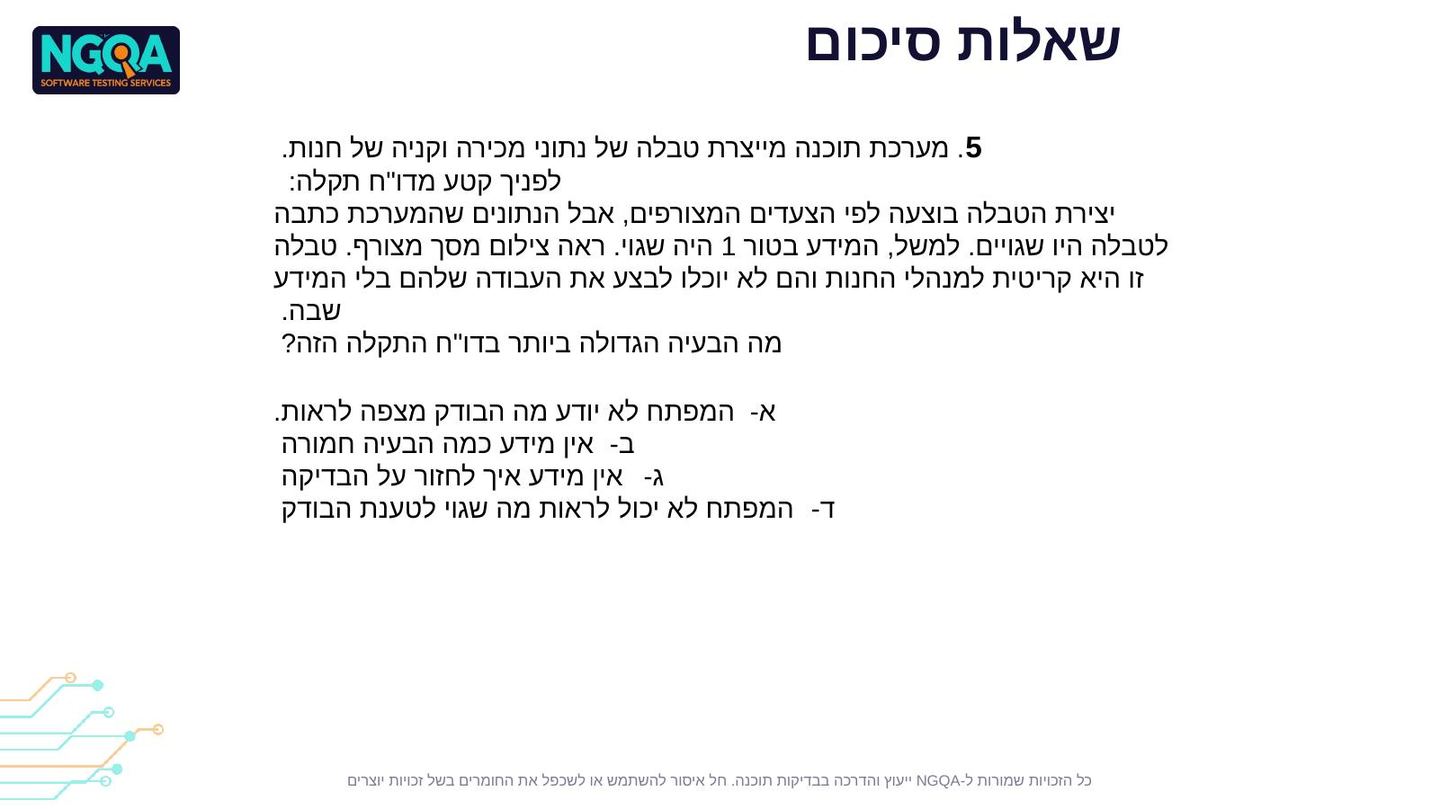 שאלות סיכום
NGQA
SOFTWARE TESTING SERVICES
5. מערכת תוכנה מייצרת טבלה של נתוני מכירה וקניה של חנות.
לפניך קטע מדו"ח תקלה:
יצירת הטבלה בוצעה לפי הצעדים המצורפים, אבל הנתונים שהמערכת כתבה
לטבלה היו שגויים. למשל, המידע בטור 1 היה שגוי. ראה צילום מסך מצורף. טבלה
זו היא קריטית למנהלי החנות והם לא יוכלו לבצע את העבודה שלהם בלי המידע
שבה.
מה הבעיה הגדולה ביותר בדו"ח התקלה הזה?
א- המפתח לא יודע מה הבודק מצפה לראות.
ב- אין מידע כמה הבעיה חמורה
ג- אין מידע איך לחזור על הבדיקה
ד- המפתח לא יכול לראות מה שגוי לטענת הבודק
כל הזכויות שמורות ל-NGQA ייעוץ והדרכה בבדיקות תוכנה. חל איסור להשתמש או לשכפל את החומרים בשל זכויות יוצרים